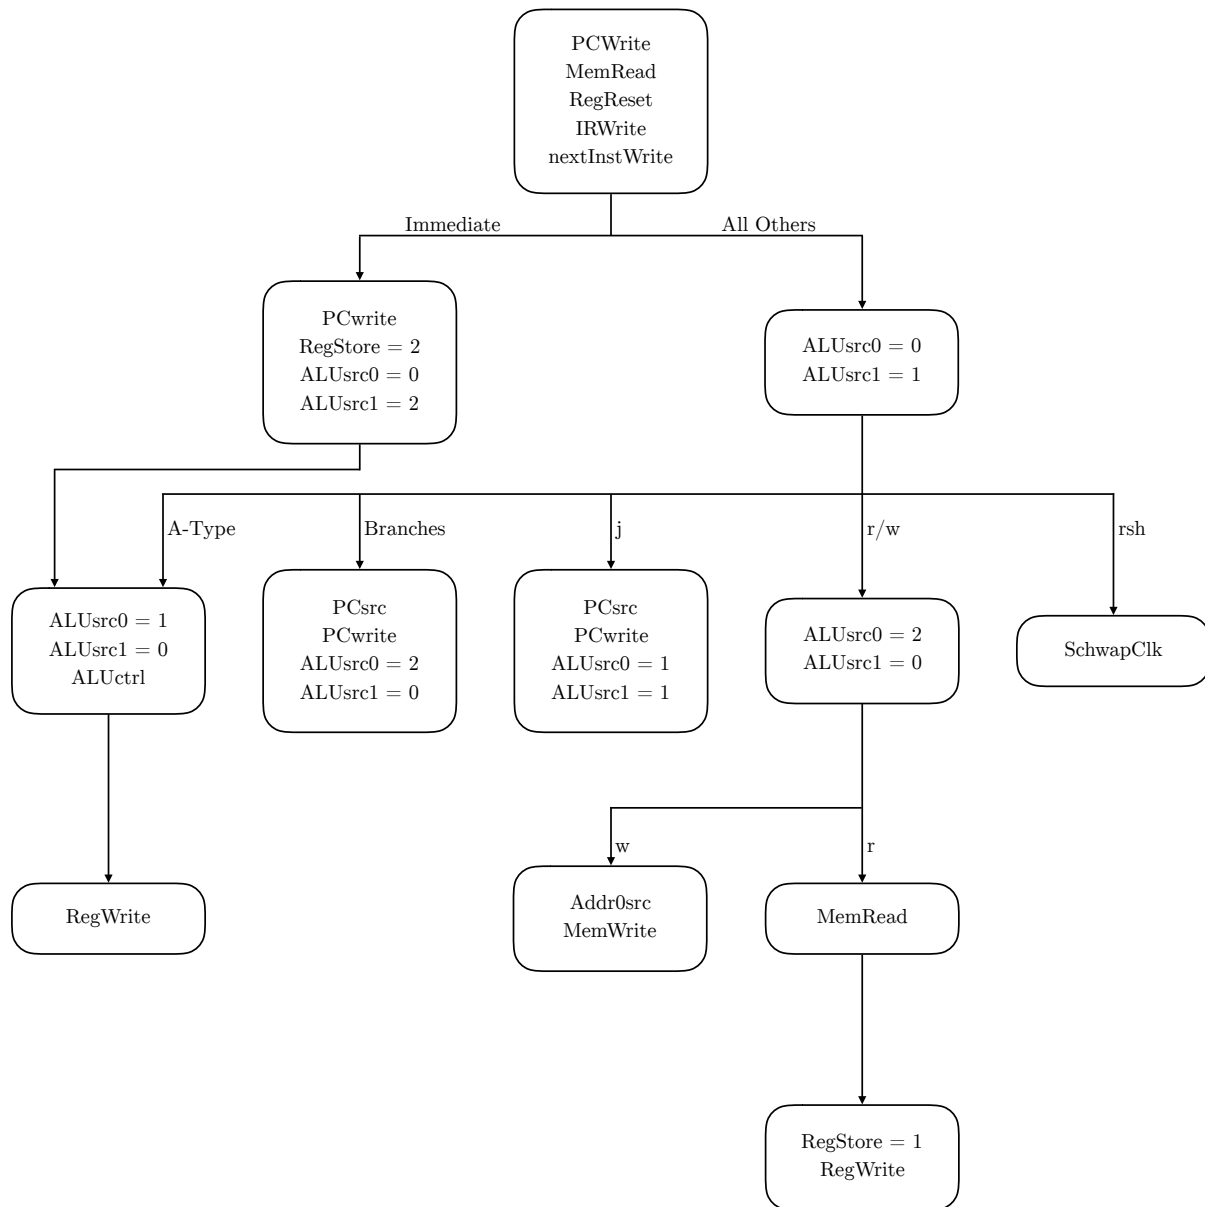 PCWrite
MemRead
RegReset
IRWrite
nextInstWrite
Immediate
All Others
PCwrite
RegStore = 2
ALUsrc0 = 0
ALUsrc1 = 2
ALUsrc0 = 0
ALUsrc1 = 1
A-Type
Branches
j
r/w
rsh
ALUsrc0 = 1
ALUsrc1 = 0
ALUctrl
PCsrc
PCwrite
ALUsrc0 = 2
ALUsrc1 = 0
PCsrc
PCwrite
ALUsrc0 = 1
ALUsrc1 = 1
ALUsrc0 = 2
ALUsrc1 = 0
SchwapClk
w
r
RegWrite
Addr0src
MemWrite
MemRead
RegStore = 1
RegWrite